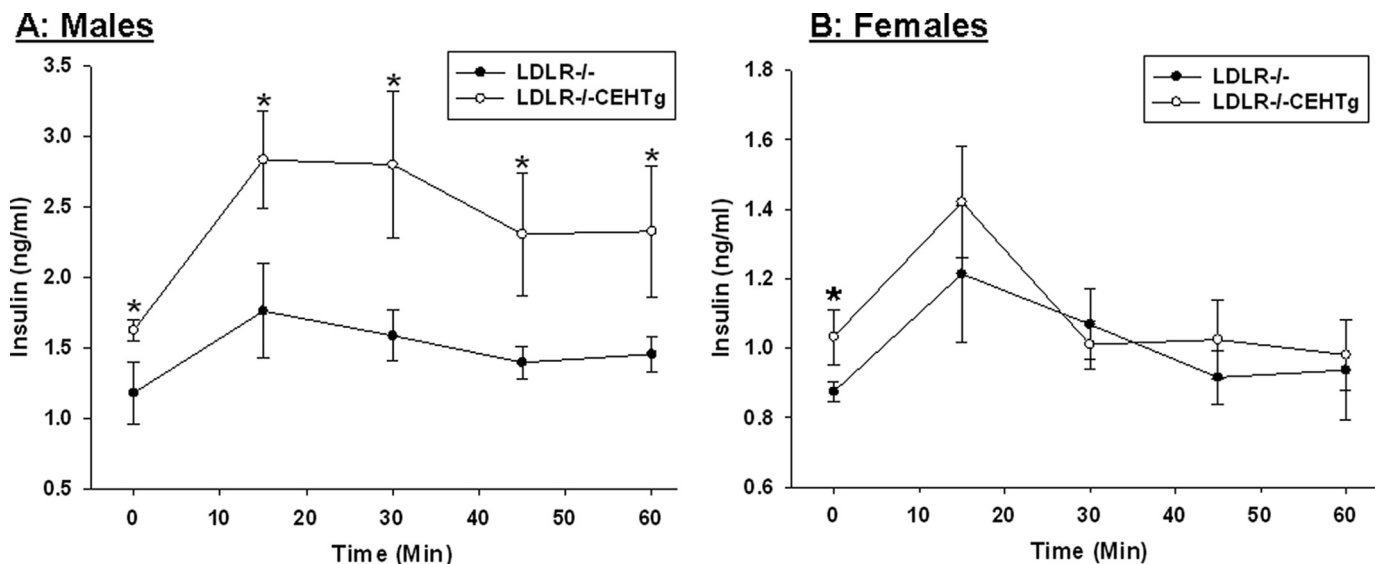 A: Males
LDLR-/-
LDLR-/-CEHTg
3.5
3.0
2.5
2.0
1.5
1.0
0.5
Insulin (ng/ml)
* * * * *
0 10 20 30 40 50 60
Time (Min)
B: Females
LDLR-/-
LDLR-/-CEHTg
1.8
1.6
1.4
1.2
1.0
0.8
0.6
Insulin (ng/ml)
*
0 10 20 30 40 50 60
Time (Min)